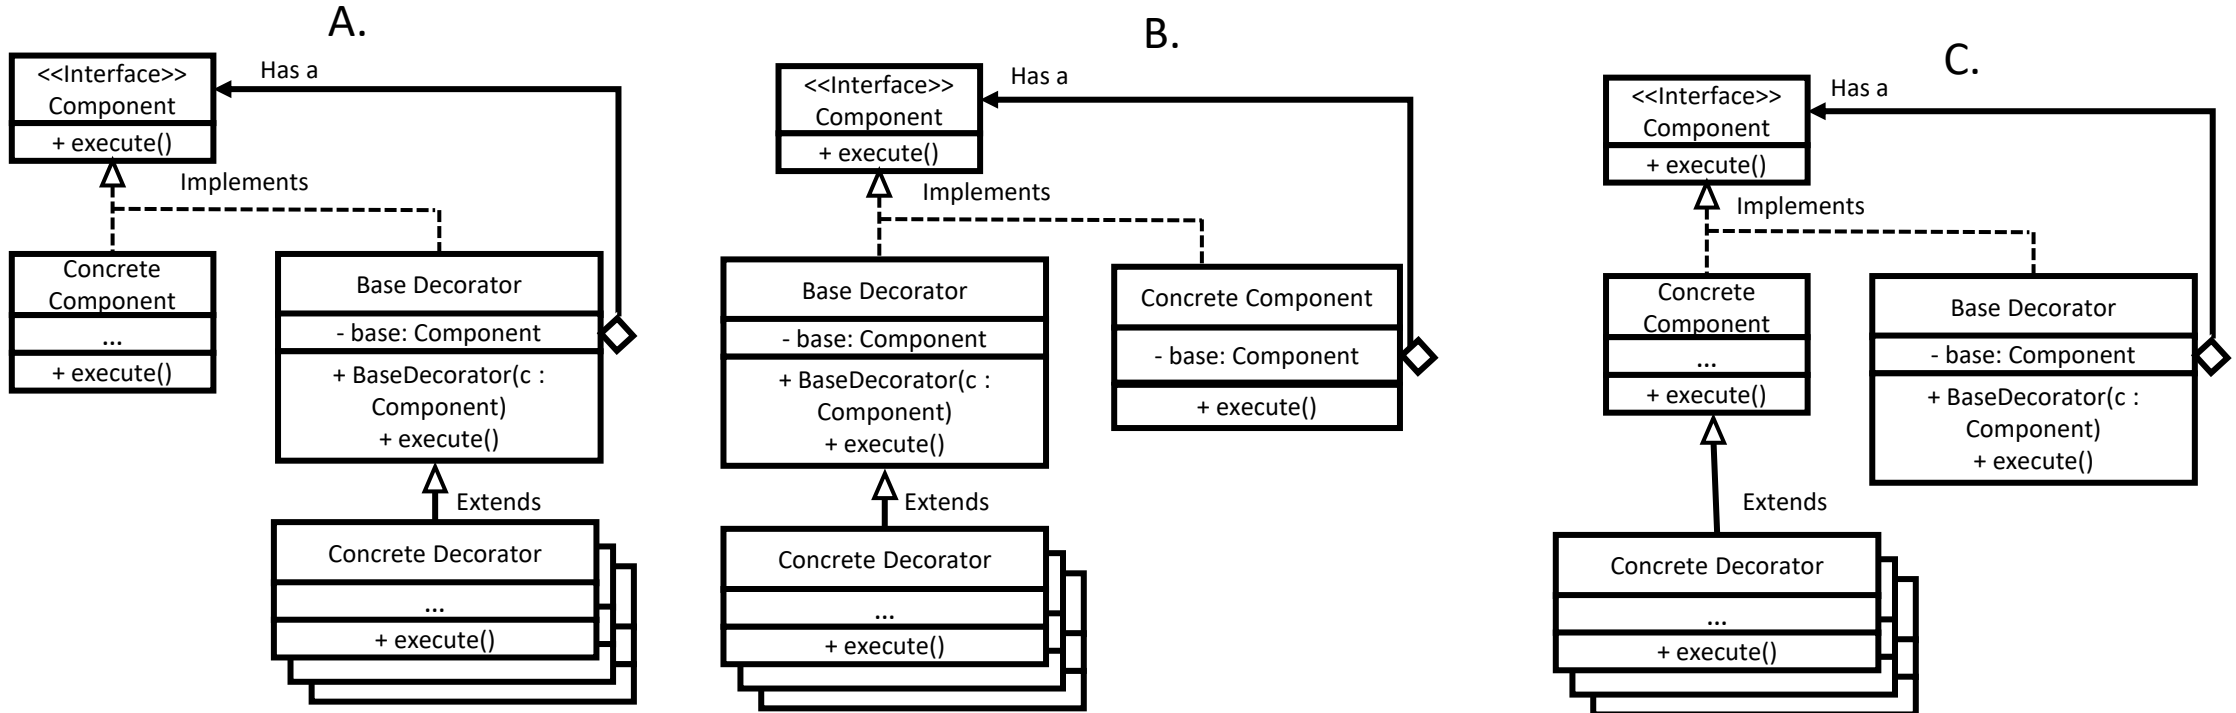 A.
<<Interface>>
Component
+ execute()
Has a
Implements
Concrete
Component
...
+ execute()
Base Decorator
- base: Component
+ BaseDecorator(c :
Component)
+ execute()
Extends
Concrete Decorator
...
+ execute()
B.
<<Interface>>
Component
+ execute()
Has a
Implements
Base Decorator
- base: Component
+ BaseDecorator(c :
Component)
+ execute()
Concrete Component
- base: Component
+ execute()
Extends
Concrete Decorator
...
+ execute()
C.
<<Interface>>
Component
+ execute()
Has a
Implements
Concrete
Component
...
+ execute()
Base Decorator
- base: Component
+ BaseDecorator(c :
Component)
+ execute()
Extends
Concrete Decorator
...
+ execute()